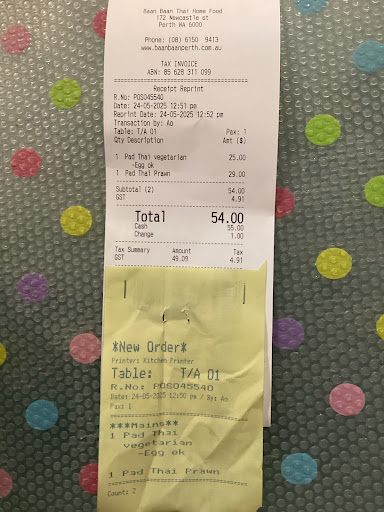 Baan Baan Thai Home Food
172 Newcastle st
Perth WA 6000
Phone: (08) 6150 9413
www.baanbaanperth.com.au
TAX INVOICE
ABN: 85 628 311 099
Receipt Reprint
R.No: POS045540
Date: 24-05-2025 12:51 pm
Reprint Date: 24-05-2025 12:52 pm
Transaction by: Ao
Table: T/A 01 Pax: 1
Qty Description Amt ($)
1 Pad Thai vegetarian 25.00
-Egg ok
1 Pad Thai Prawn 29.00
Subtotal (2) 54.00
GST 4.91
Total 54.00
Cash 55.00
Change 1.00
Tax Summary Amount Tax
GST 49.09 4.91
*New Order*
Printer: Kitchen Printer
Table: T/A 01
R.No: POS045540
Date: 24-05-2025 12:50 pm / By: Ao
Pax: 1
***Mains**
1 Pad Thai
vegetarian
-Egg ok
1 Pad Thai Prawn
Count: 2